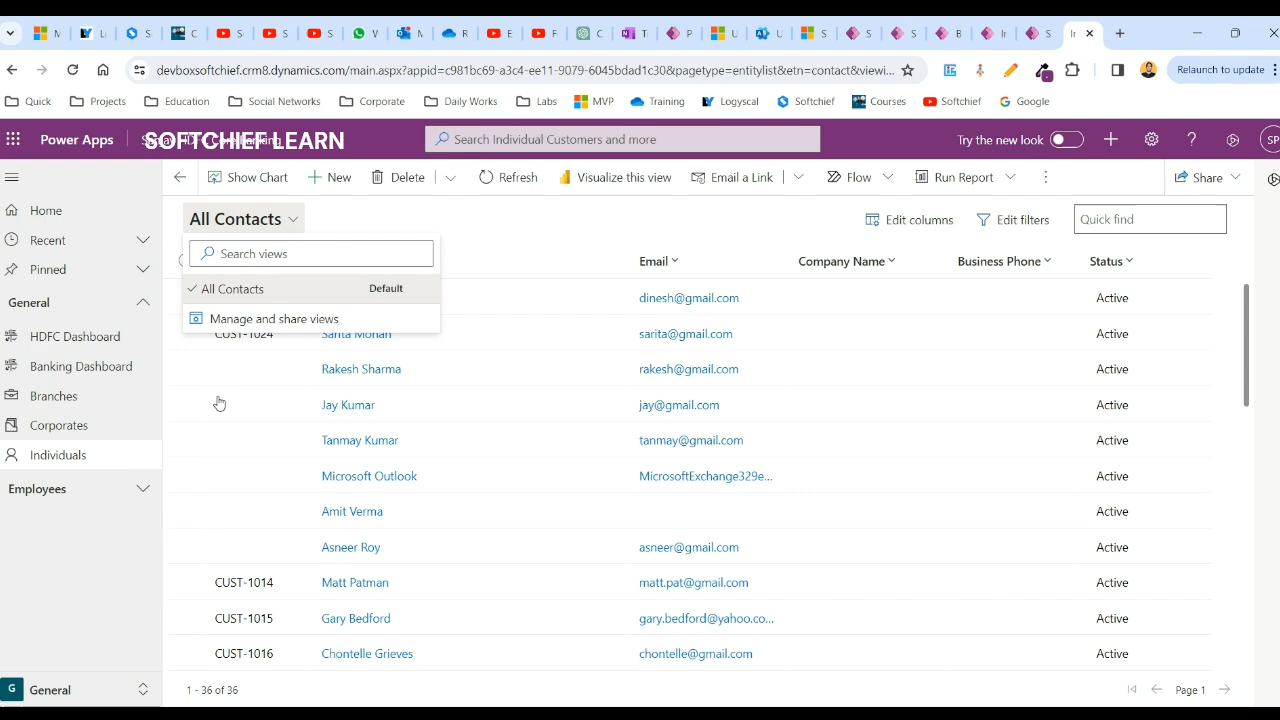 M
Li
S
C
S
S
S
V
M
R
E
F
C
T
P
U
U
S
S
S
B
Ir
S
Ir
devboxsoftchief.crm8.dynamics.com/main.aspx?appid=c981bc69-a3c4-ee11-9079-6045bdad1c30&pagetype=entitylist&etn=contact&viewi...
Relaunch to update
Quick
Projects
Education
Social Networks
Corporate
Daily Works
Labs
MVP
Training
Logyscal
Softchief
Courses
Softchief
Google
Power Apps
SOFTCHIEF LEARN
Search Individual Customers and more
Try the new look
SP
Show Chart
New
Delete
Refresh
Visualize this view
Email a Link
Flow
Run Report
Share
Home
Recent
Pinned
General
HDFC Dashboard
Banking Dashboard
Branches
Corporates
Individuals
Employees
G General
All Contacts
Edit columns
Edit filters
Quick find
Search views
All Contacts Default
Manage and share views
Email Company Name Business Phone Status
dinesh@gmail.com Active
CUST-1024 Sarita Mohan sarita@gmail.com Active
Rakesh Sharma rakesh@gmail.com Active
Jay Kumar jay@gmail.com Active
Tanmay Kumar tanmay@gmail.com Active
Microsoft Outlook MicrosoftExchange329e... Active
Amit Verma Active
Asneer Roy asneer@gmail.com Active
CUST-1014 Matt Patman matt.pat@gmail.com Active
CUST-1015 Gary Bedford gary.bedford@yahoo.co... Active
CUST-1016 Chontelle Grieves chontelle@gmail.com Active
1 - 36 of 36
Page 1